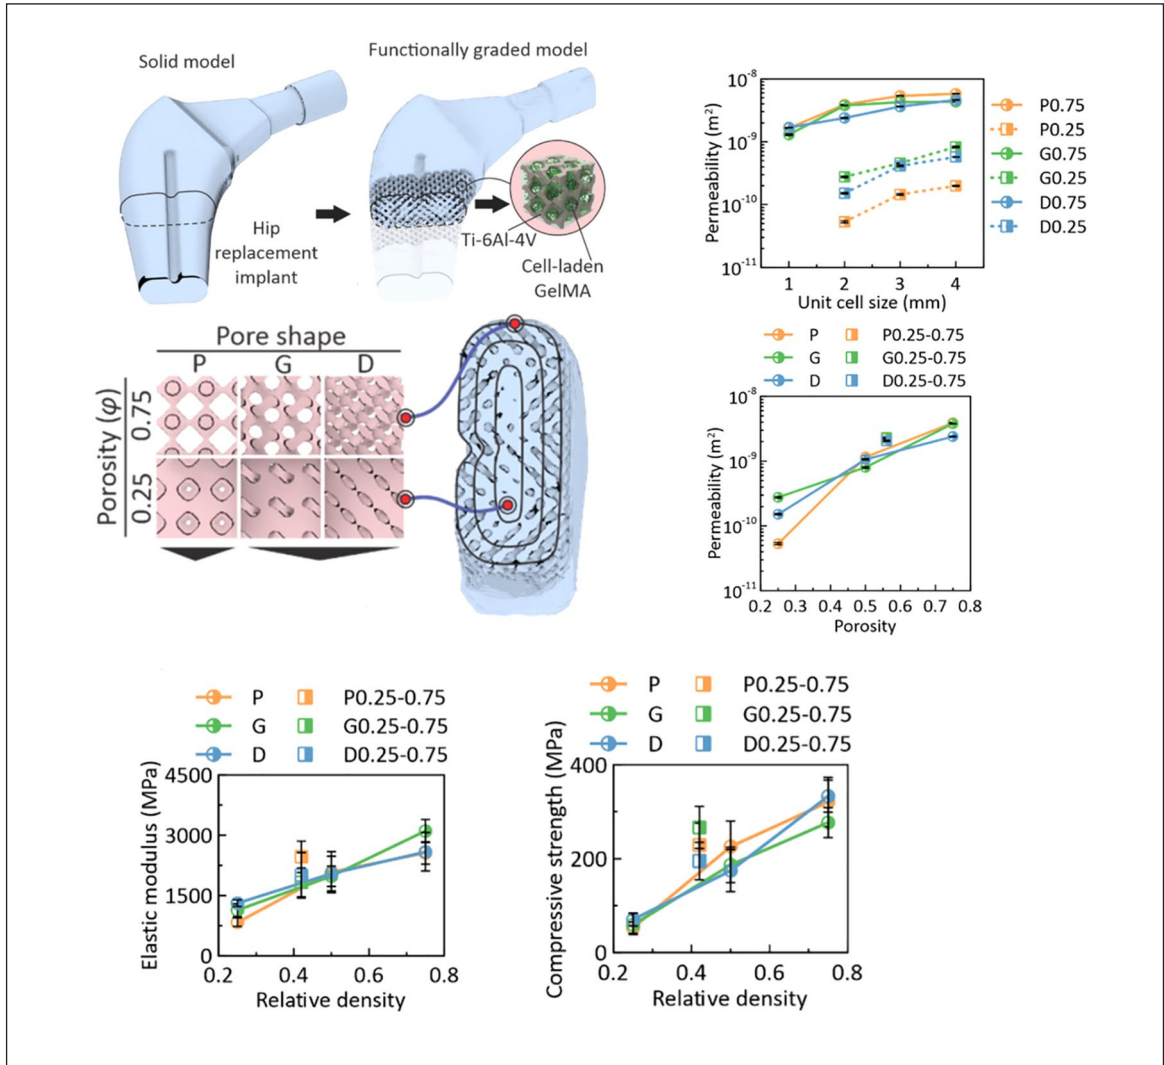 Solid model
Functionally graded model
Hip
replacement
implant
Ti-6Al-4V
Cell-laden
GelMA
Permeability (m²)
10⁻⁸
10⁻⁹
10⁻¹⁰
10⁻¹¹
1 2 3 4
Unit cell size (mm)
P0.75
P0.25
G0.75
G0.25
D0.75
D0.25
Pore shape
P G D
Porosity (φ)
0.75
0.25
P P0.25-0.75
G G0.25-0.75
D D0.25-0.75
Permeability (m²)
10⁻⁸
10⁻⁹
10⁻¹⁰
10⁻¹¹
0.2 0.3 0.4 0.5 0.6 0.7 0.8
Porosity
P P0.25-0.75
G G0.25-0.75
D D0.25-0.75
Elastic modulus (MPa)
4500
3000
1500
0
0.2 0.4 0.6 0.8
Relative density
P P0.25-0.75
G G0.25-0.75
D D0.25-0.75
Compressive strength (MPa)
400
200
0
0.2 0.4 0.6 0.8
Relative density